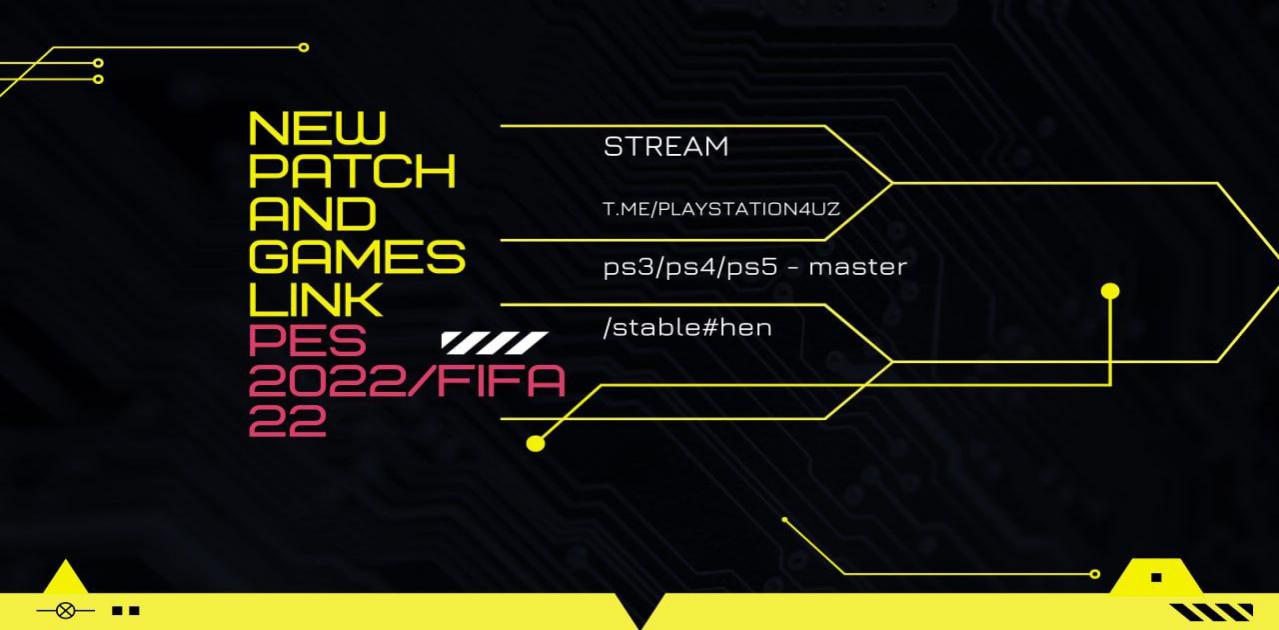 NEW
PATCH
AND
GAMES
LINK
PES
2022/FIFA
22
STREAM
T.ME/PLAYSTATION4UZ
ps3/ps4/ps5 - master
/stable#hen